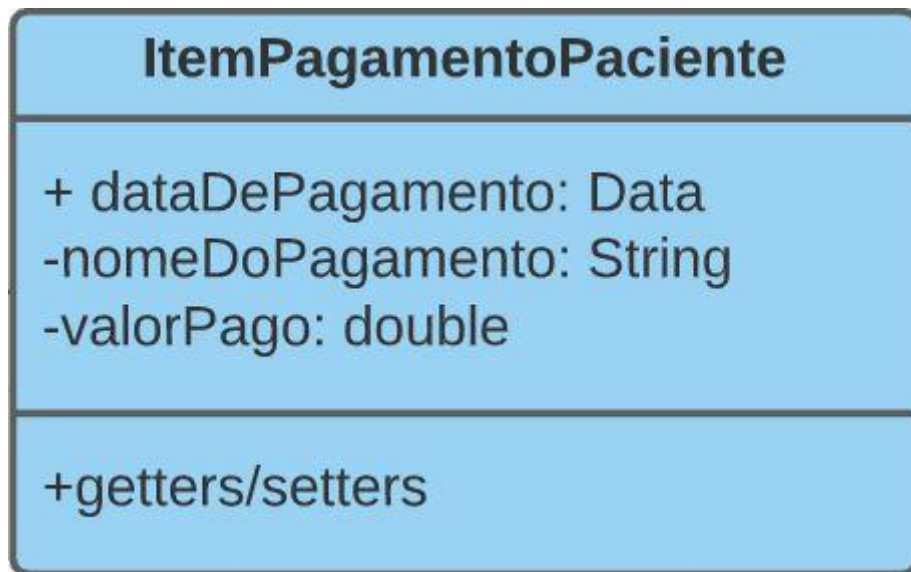 ItemPagamentoPaciente
+ dataDePagamento: Data
-nomeDoPagamento: String
-valorPago: double
+getters/setters